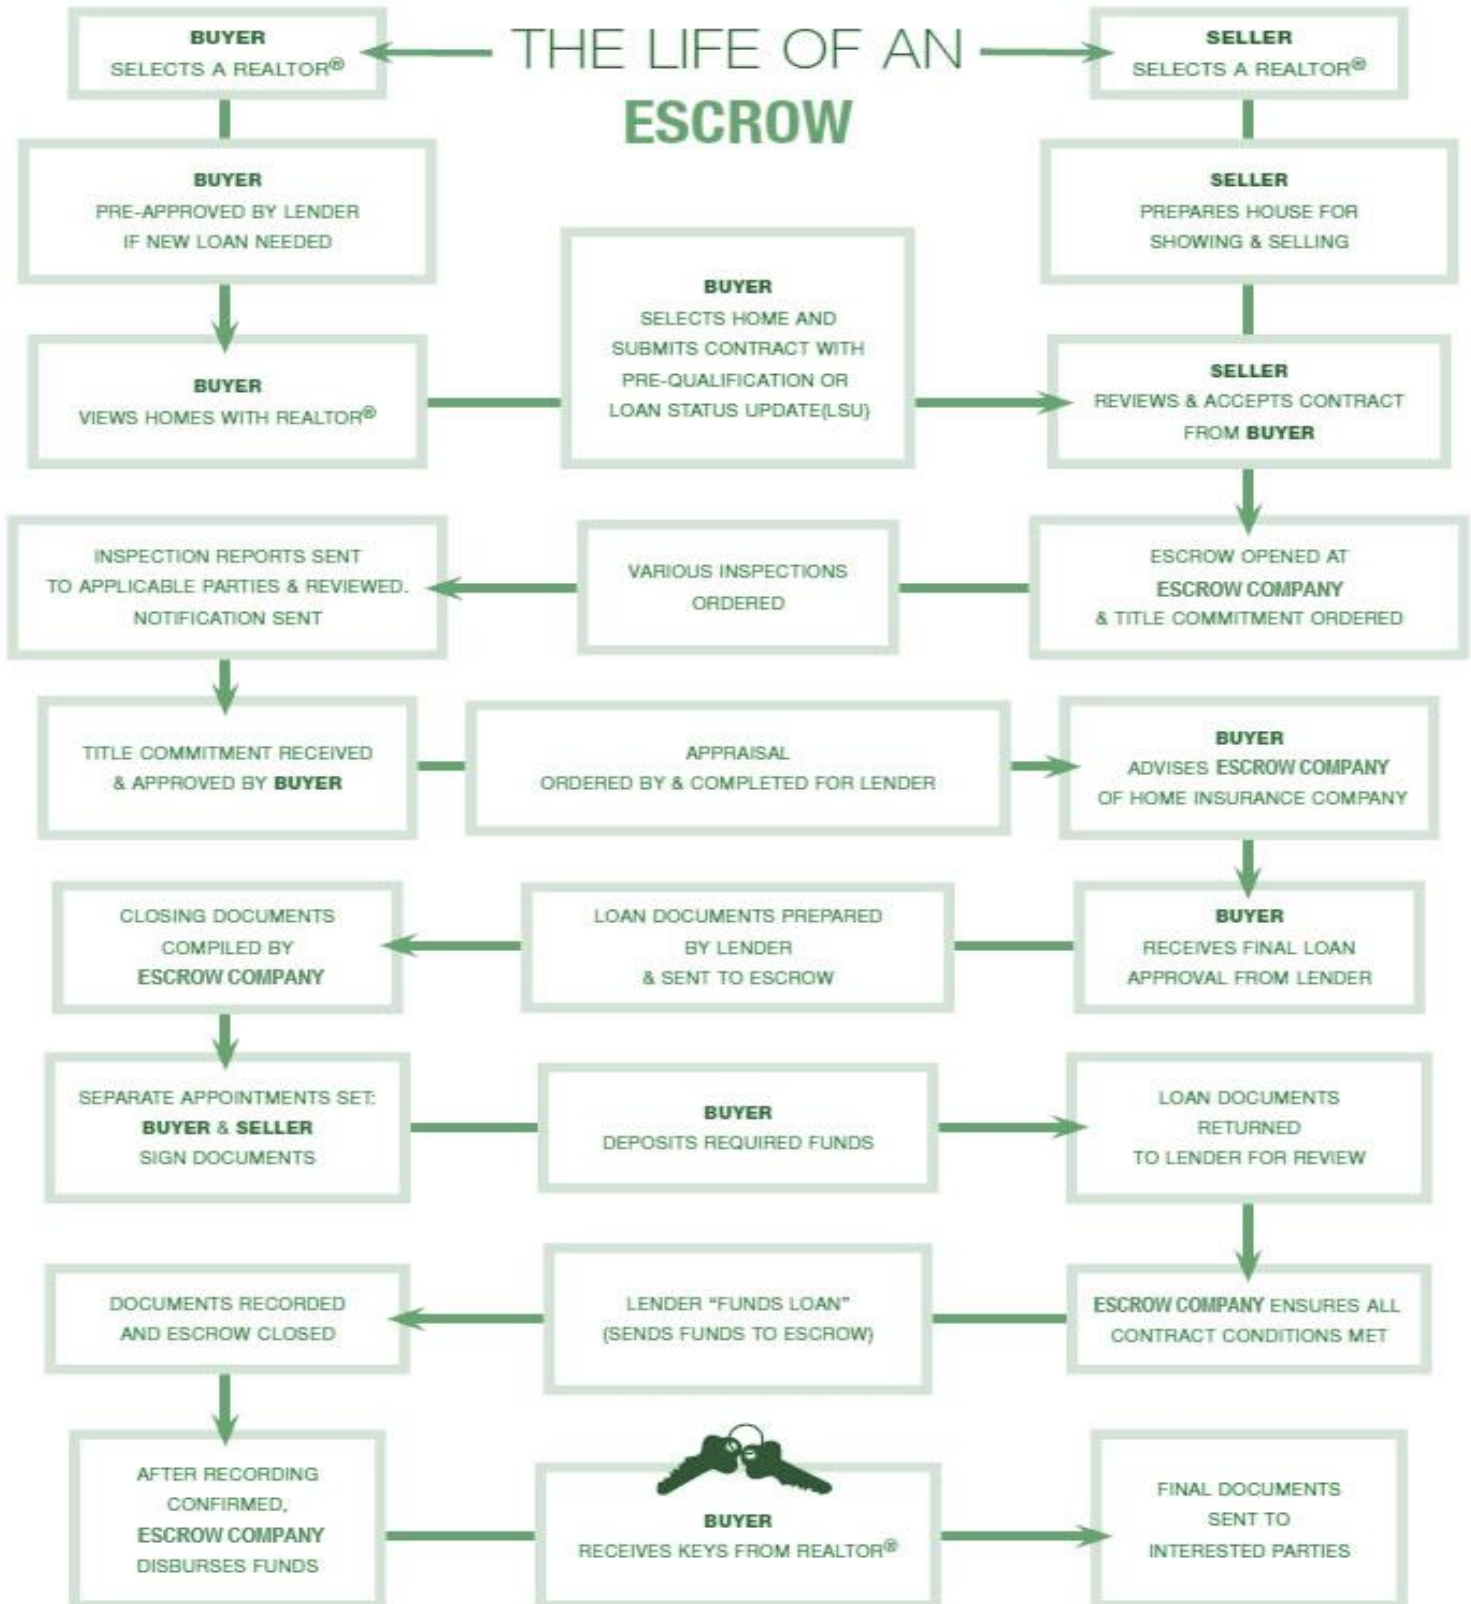 THE LIFE OF AN
ESCROW
BUYER
SELECTS A REALTOR®
SELLER
SELECTS A REALTOR®
BUYER
PRE-APPROVED BY LENDER
IF NEW LOAN NEEDED
SELLER
PREPARES HOUSE FOR
SHOWING & SELLING
BUYER
VIEWS HOMES WITH REALTOR®
BUYER
SELECTS HOME AND
SUBMITS CONTRACT WITH
PRE-QUALIFICATION OR
LOAN STATUS UPDATE(LSU)
SELLER
REVIEWS & ACCEPTS CONTRACT
FROM BUYER
ESCROW OPENED AT
ESCROW COMPANY
& TITLE COMMITMENT ORDERED
VARIOUS INSPECTIONS
ORDERED
INSPECTION REPORTS SENT
TO APPLICABLE PARTIES & REVIEWED.
NOTIFICATION SENT
TITLE COMMITMENT RECEIVED
& APPROVED BY BUYER
APPRAISAL
ORDERED BY & COMPLETED FOR LENDER
BUYER
ADVISES ESCROW COMPANY
OF HOME INSURANCE COMPANY
BUYER
RECEIVES FINAL LOAN
APPROVAL FROM LENDER
LOAN DOCUMENTS PREPARED
BY LENDER
& SENT TO ESCROW
CLOSING DOCUMENTS
COMPILED BY
ESCROW COMPANY
SEPARATE APPOINTMENTS SET:
BUYER & SELLER
SIGN DOCUMENTS
BUYER
DEPOSITS REQUIRED FUNDS
LOAN DOCUMENTS
RETURNED
TO LENDER FOR REVIEW
ESCROW COMPANY ENSURES ALL
CONTRACT CONDITIONS MET
LENDER “FUNDS LOAN”
(SENDS FUNDS TO ESCROW)
DOCUMENTS RECORDED
AND ESCROW CLOSED
AFTER RECORDING
CONFIRMED,
ESCROW COMPANY
DISBURSES FUNDS
BUYER
RECEIVES KEYS FROM REALTOR®
FINAL DOCUMENTS
SENT TO
INTERESTED PARTIES